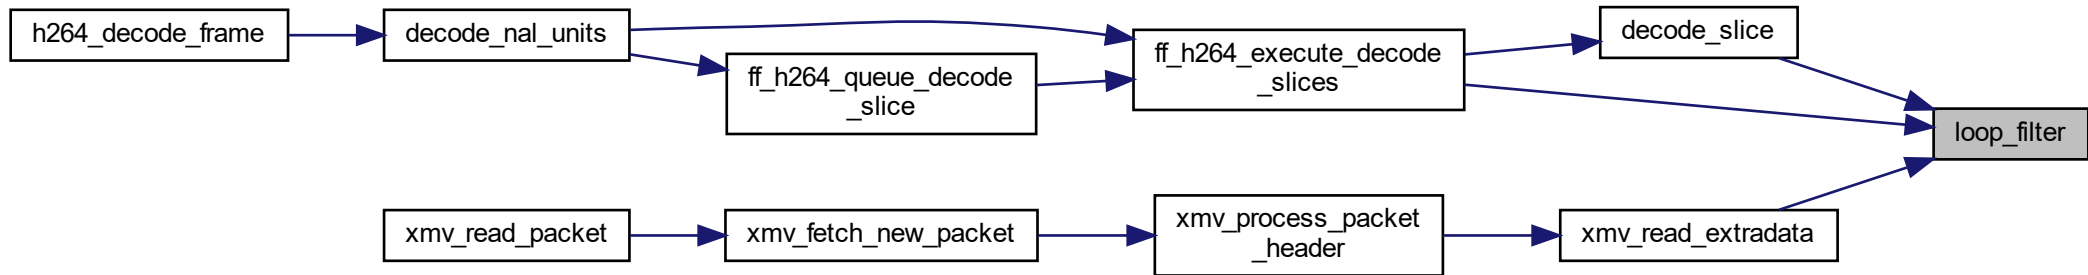 h264_decode_frame
decode_nal_units
ff_h264_queue_decode
_slice
ff_h264_execute_decode
_slices
decode_slice
loop_filter
xmv_read_packet
xmv_fetch_new_packet
xmv_process_packet
_header
xmv_read_extradata